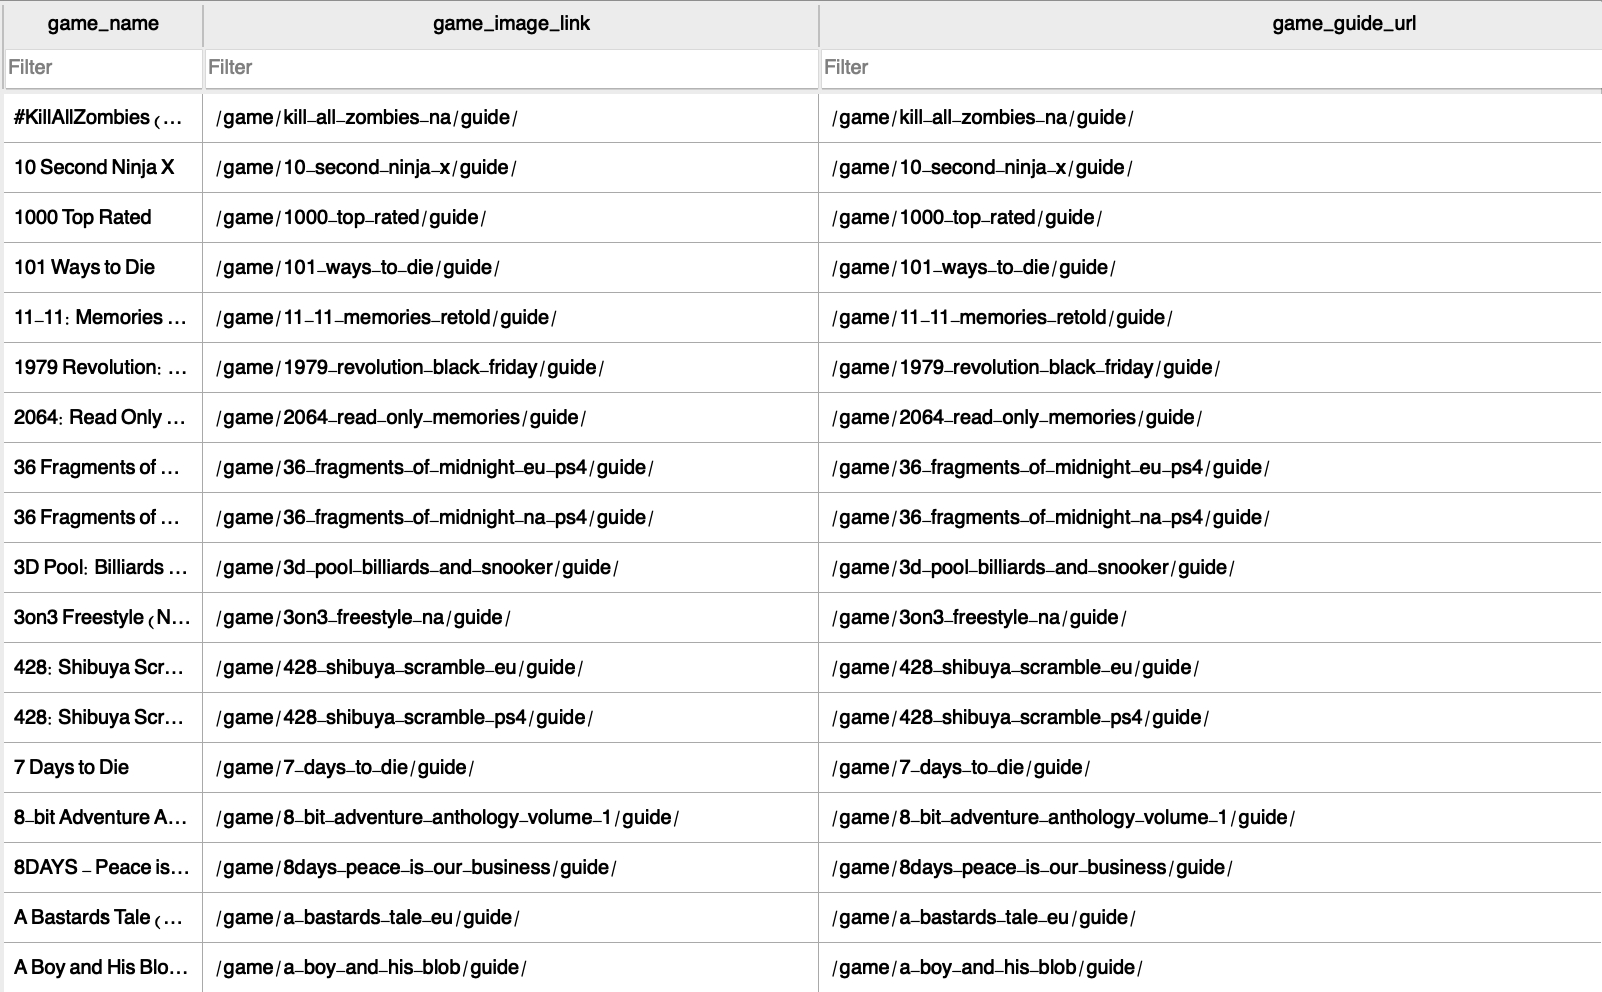 game_name game_image_link game_guide_url
Filter Filter Filter
#KillAllZombies (... /game/kill_all_zombies_na/guide/ /game/kill_all_zombies_na/guide/
10 Second Ninja X /game/10_second_ninja_x/guide/ /game/10_second_ninja_x/guide/
1000 Top Rated /game/1000_top_rated/guide/ /game/1000_top_rated/guide/
101 Ways to Die /game/101_ways_to_die/guide/ /game/101_ways_to_die/guide/
11-11: Memories ... /game/11_11_memories_retold/guide/ /game/11_11_memories_retold/guide/
1979 Revolution: ... /game/1979_revolution_black_friday/guide/ /game/1979_revolution_black_friday/guide/
2064: Read Only ... /game/2064_read_only_memories/guide/ /game/2064_read_only_memories/guide/
36 Fragments of ... /game/36_fragments_of_midnight_eu_ps4/guide/ /game/36_fragments_of_midnight_eu_ps4/guide/
36 Fragments of ... /game/36_fragments_of_midnight_na_ps4/guide/ /game/36_fragments_of_midnight_na_ps4/guide/
3D Pool: Billiards ... /game/3d_pool_billiards_and_snooker/guide/ /game/3d_pool_billiards_and_snooker/guide/
3on3 Freestyle (N... /game/3on3_freestyle_na/guide/ /game/3on3_freestyle_na/guide/
428: Shibuya Scr... /game/428_shibuya_scramble_eu/guide/ /game/428_shibuya_scramble_eu/guide/
428: Shibuya Scr... /game/428_shibuya_scramble_ps4/guide/ /game/428_shibuya_scramble_ps4/guide/
7 Days to Die /game/7_days_to_die/guide/ /game/7_days_to_die/guide/
8-bit Adventure A... /game/8_bit_adventure_anthology_volume_1/guide/ /game/8_bit_adventure_anthology_volume_1/guide/
8DAYS - Peace is... /game/8days_peace_is_our_business/guide/ /game/8days_peace_is_our_business/guide/
A Bastards Tale (... /game/a_bastards_tale_eu/guide/ /game/a_bastards_tale_eu/guide/
A Boy and His Blo... /game/a_boy_and_his_blob/guide/ /game/a_boy_and_his_blob/guide/